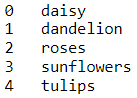 0 daisy
1 dandelion
2 roses
3 sunflowers
4 tulips